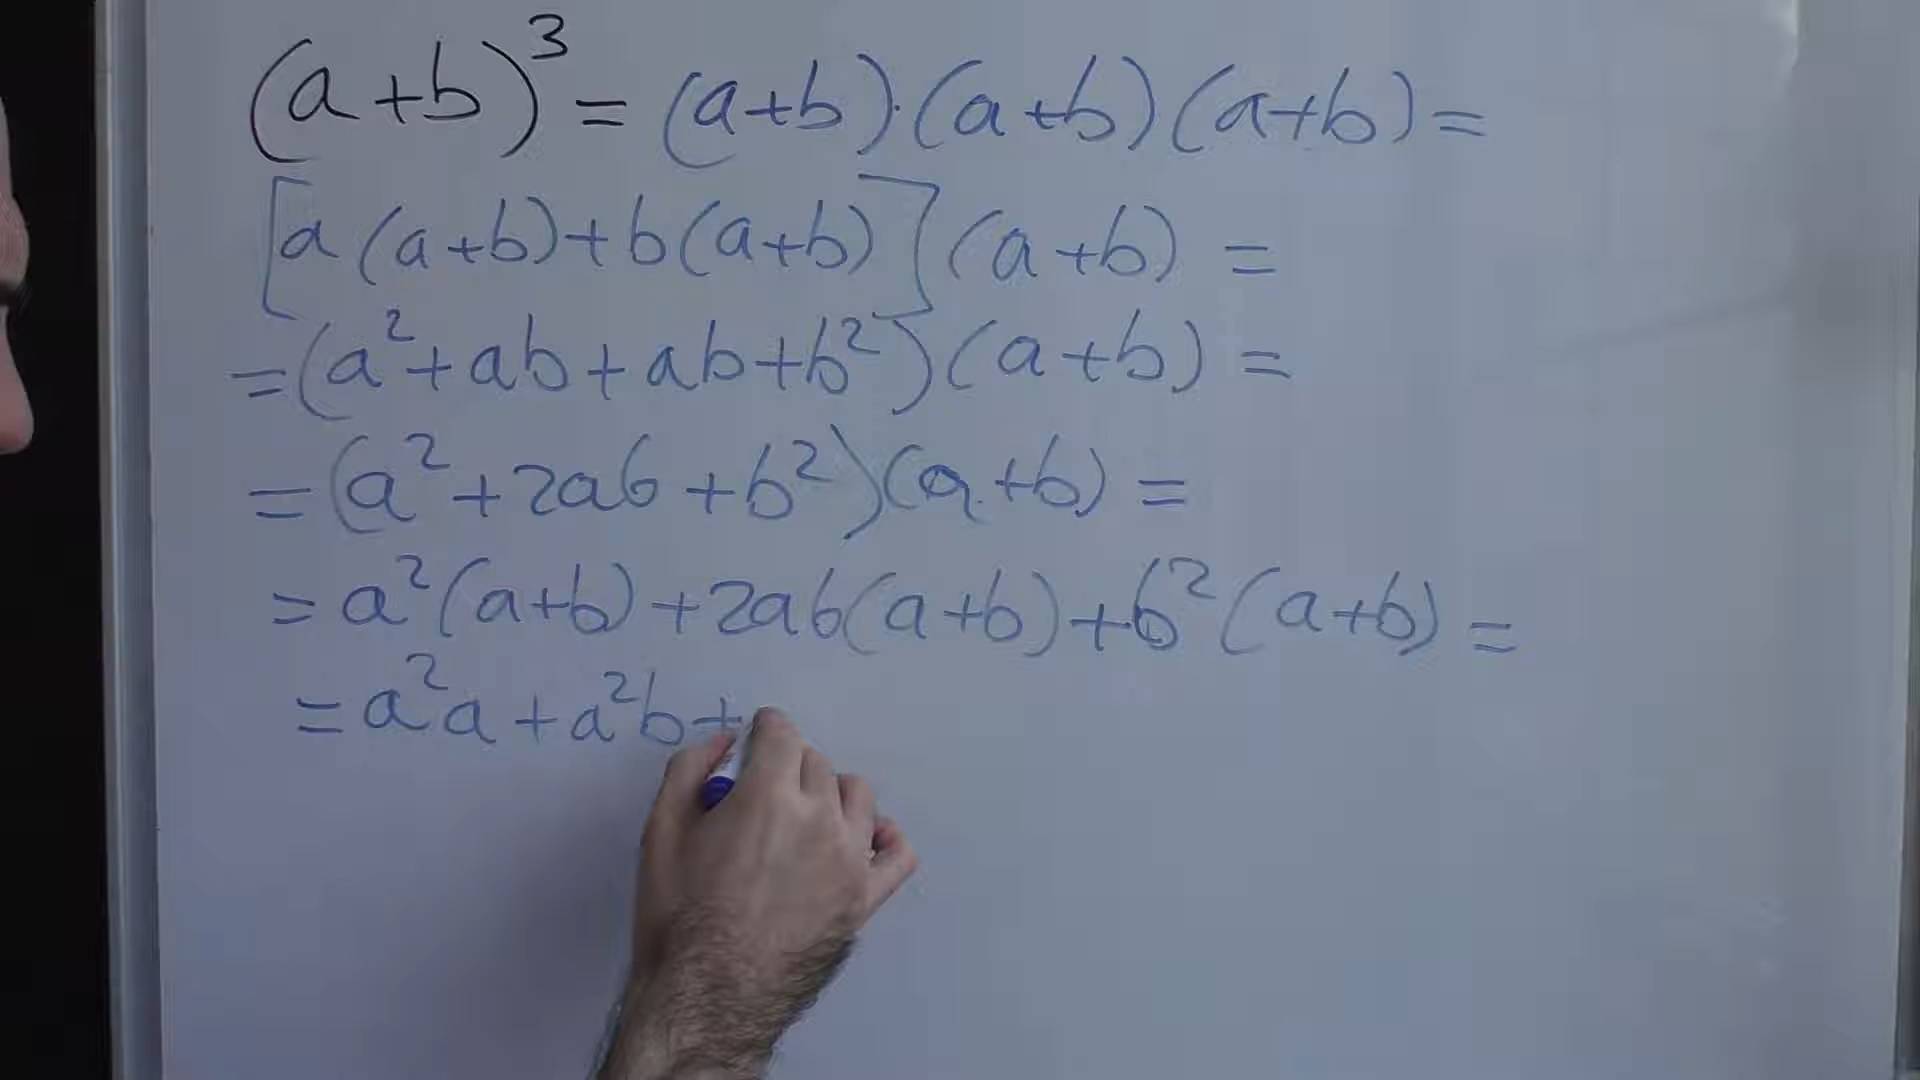 (a+b)³ = (a+b)·(a+b)(a+b) =
[a(a+b)+b(a+b)](a+b) =
=(a²+ab+ab+b²)(a+b) =
=(a²+2ab+b²)(a+b) =
=a²(a+b)+2ab(a+b)+b²(a+b) =
=a²a+a²b+